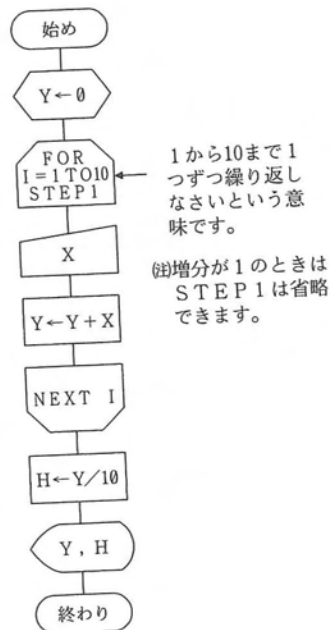 始め
Y←0
FOR
I=1TO10
STEP1
1から10まで1
つずつ繰り返し
なさいという意
味です。
X
㊟増分が1のときは
STEP1は省略
できます。
Y←Y+X
NEXT I
H←Y/10
Y,H
終わり